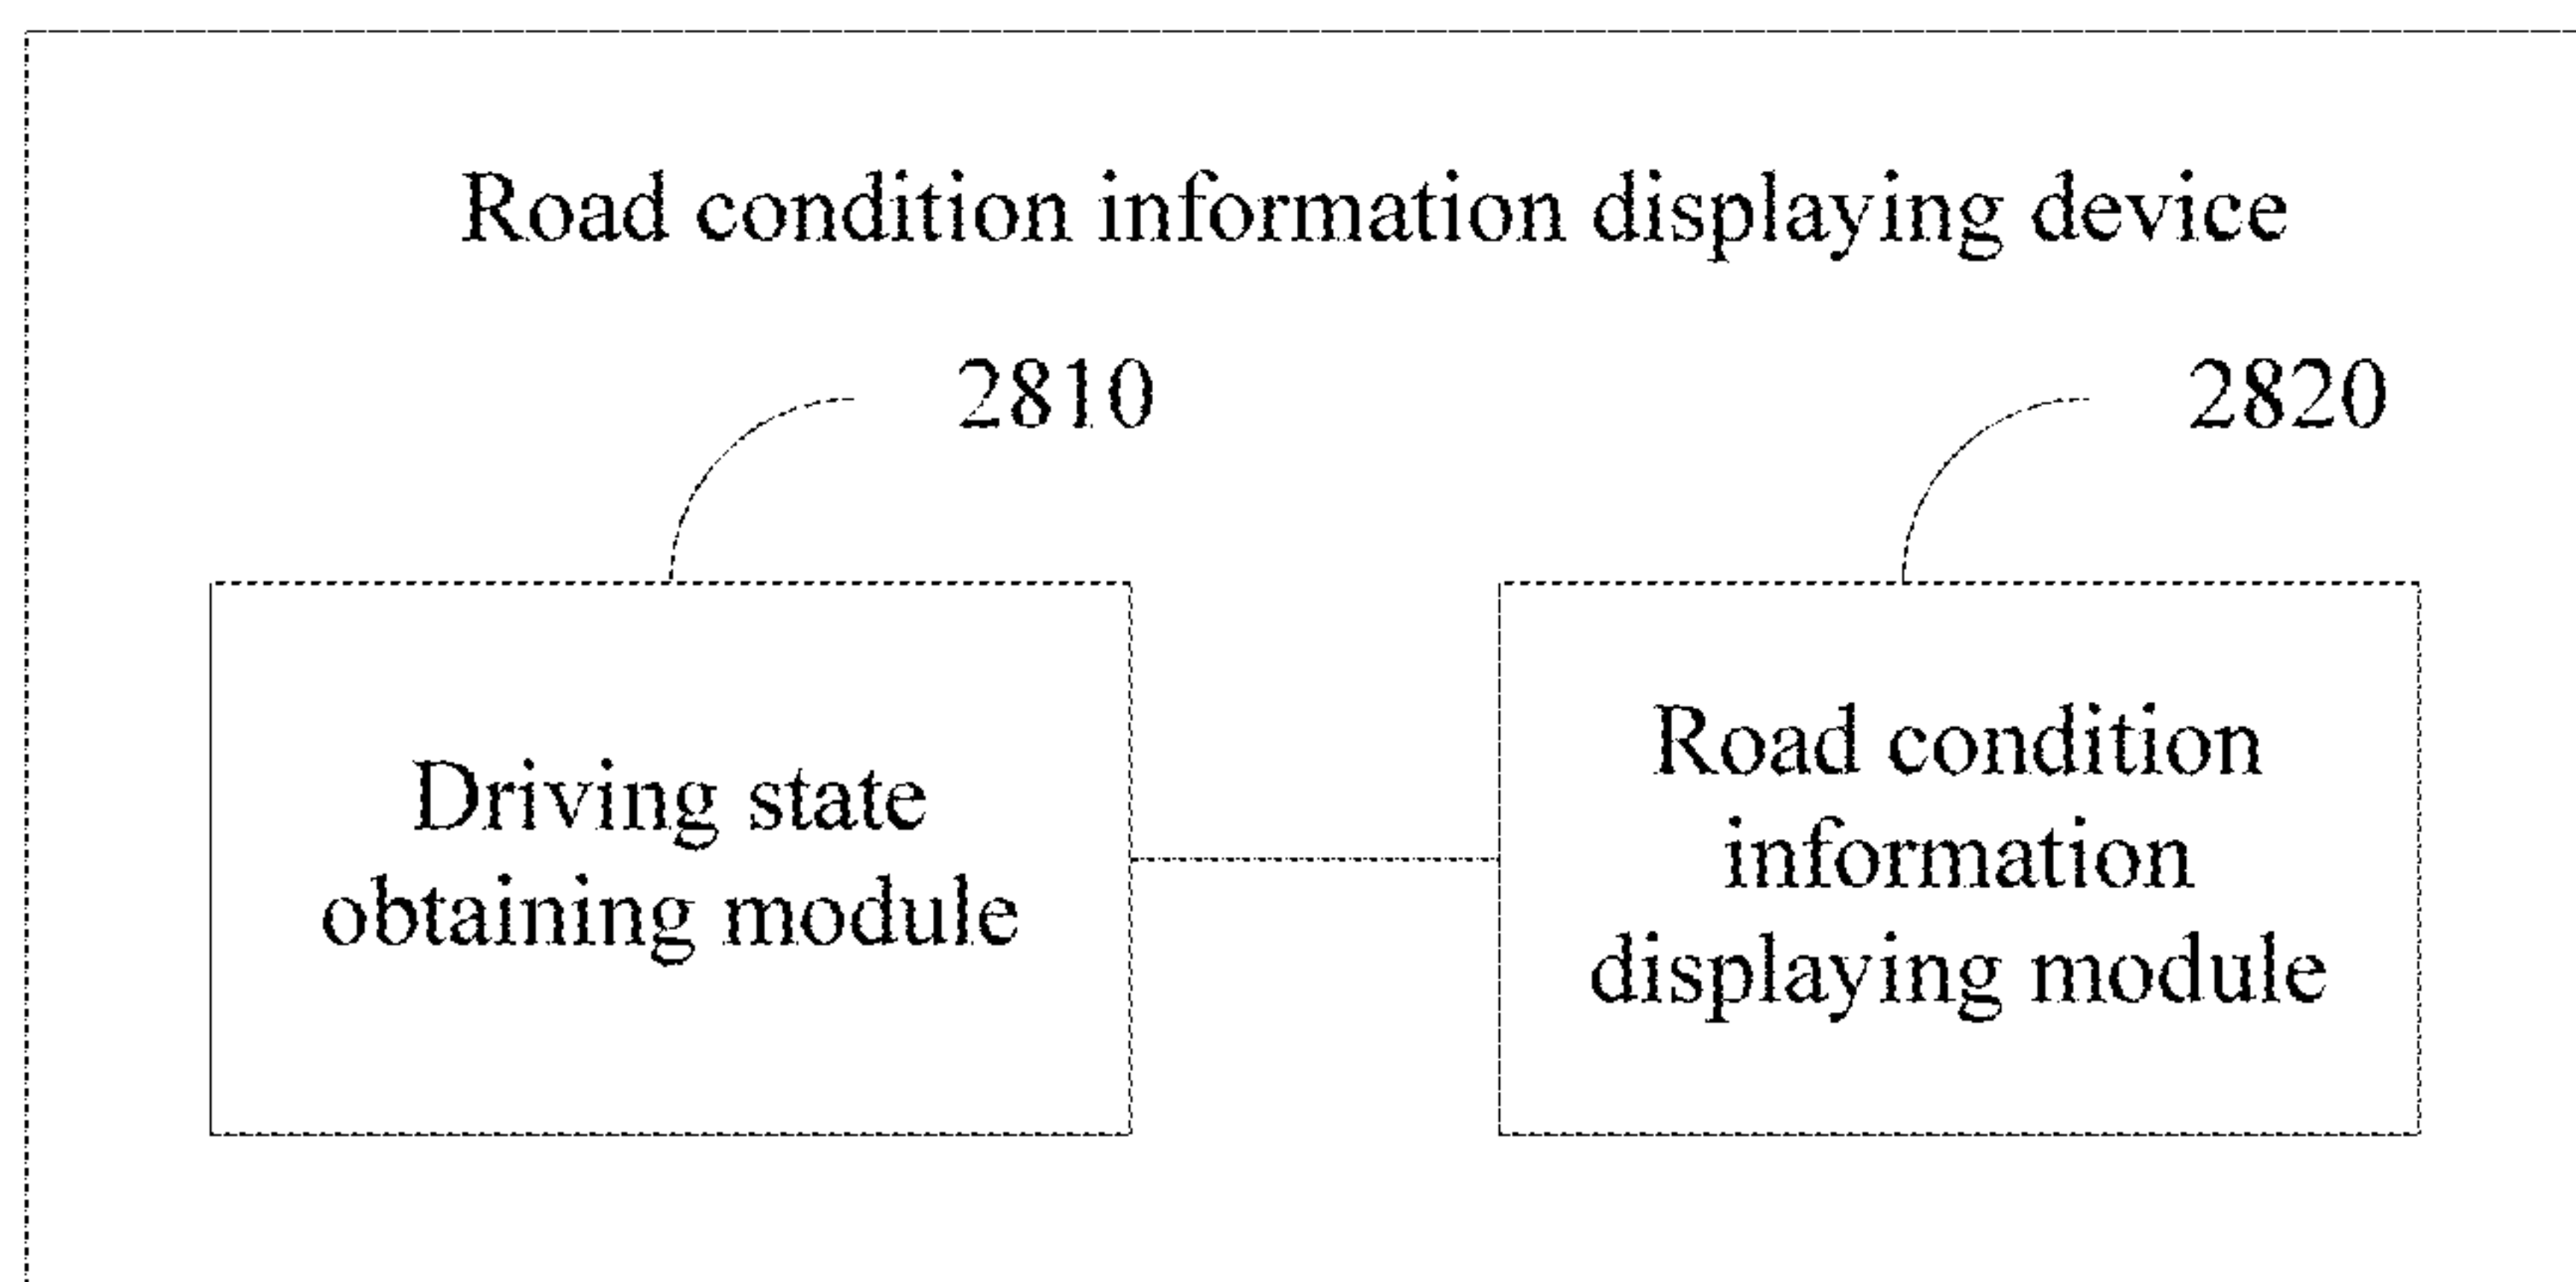 Road condition information displaying device
2810
2820
Driving state
obtaining module
Road condition
information
displaying module